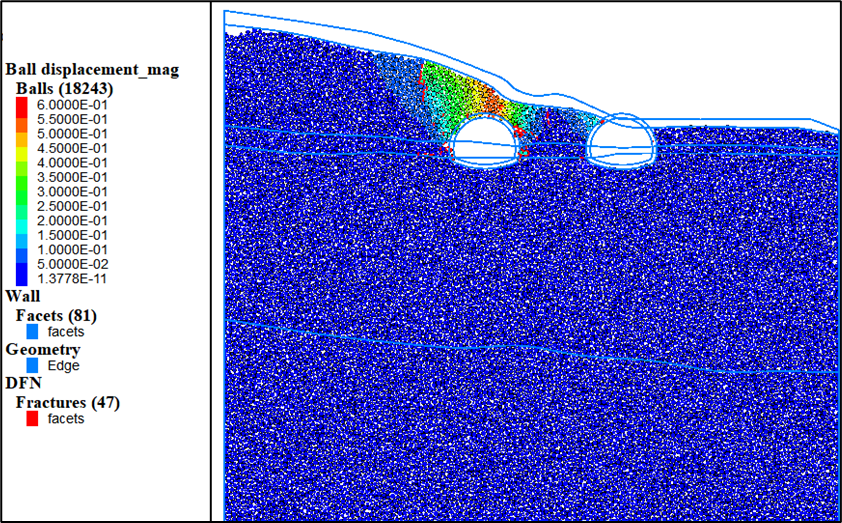 Ball displacement_mag
Balls (18243)
6.0000E-01
5.5000E-01
5.0000E-01
4.5000E-01
4.0000E-01
3.5000E-01
3.0000E-01
2.5000E-01
2.0000E-01
1.5000E-01
1.0000E-01
5.0000E-02
1.3778E-11
Wall
Facets (81)
facets
Geometry
Edge
DFN
Fractures (47)
facets